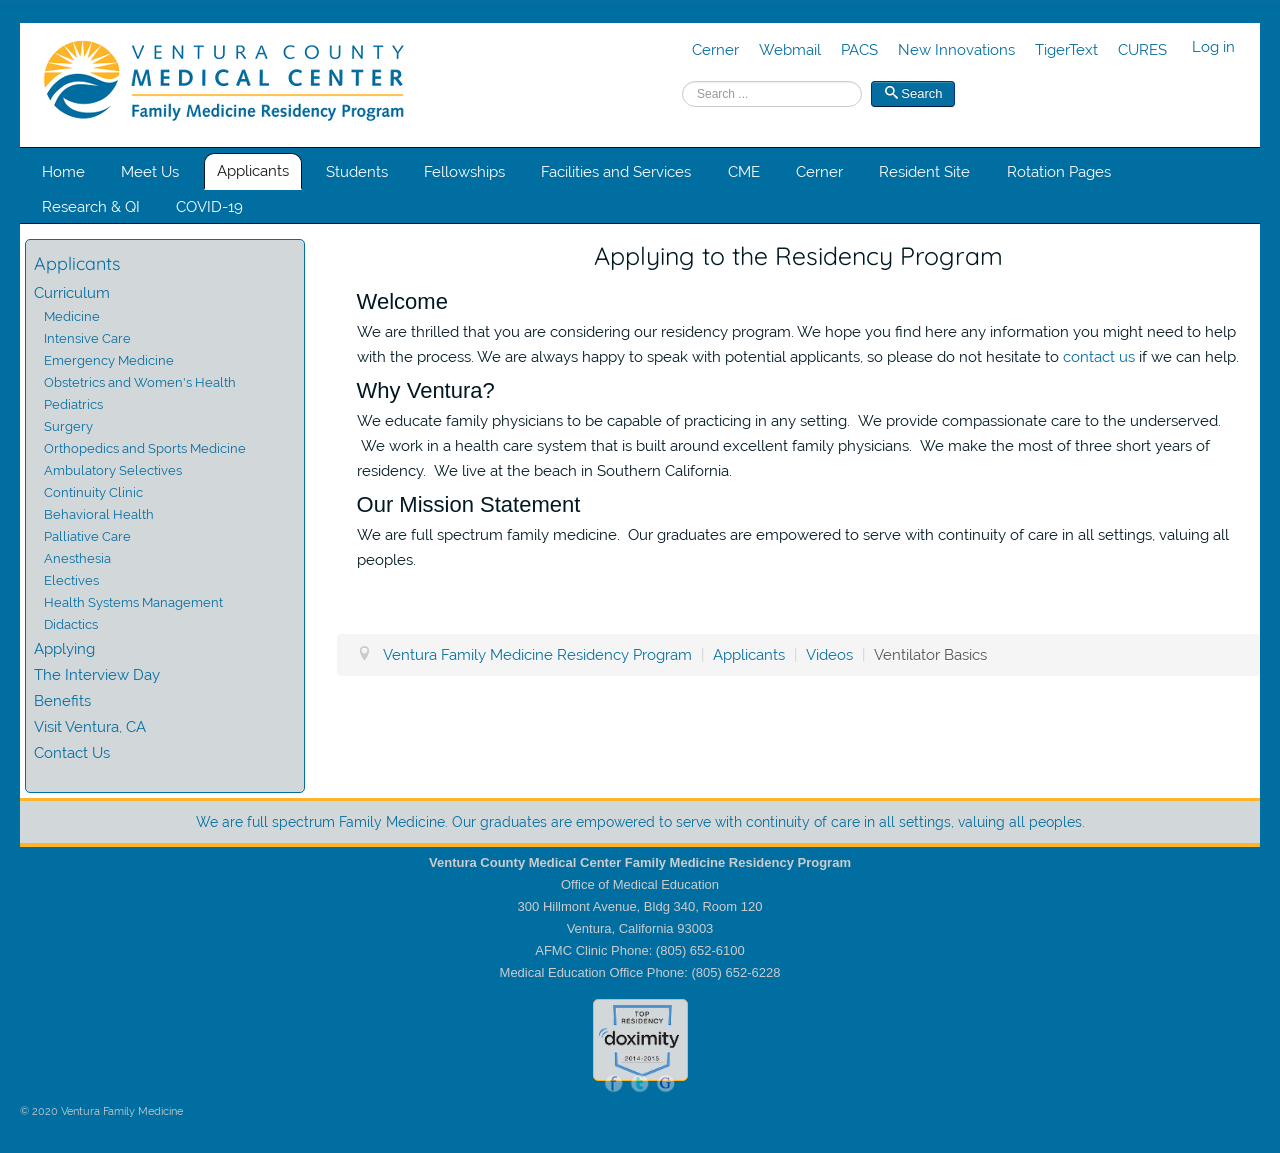 VENTURA COUNTY
MEDICAL CENTER
Family Medicine Residency Program
Cerner Webmail PACS New Innovations TigerText CURES Log in
Search ... Search
Home Meet Us Applicants Students Fellowships Facilities and Services CME Cerner Resident Site Rotation Pages
Research & QI COVID-19
Applicants
Curriculum
Medicine
Intensive Care
Emergency Medicine
Obstetrics and Women's Health
Pediatrics
Surgery
Orthopedics and Sports Medicine
Ambulatory Selectives
Continuity Clinic
Behavioral Health
Palliative Care
Anesthesia
Electives
Health Systems Management
Didactics
Applying
The Interview Day
Benefits
Visit Ventura, CA
Contact Us
Applying to the Residency Program
Welcome
We are thrilled that you are considering our residency program. We hope you find here any information you might need to help
with the process. We are always happy to speak with potential applicants, so please do not hesitate to contact us if we can help.
Why Ventura?
We educate family physicians to be capable of practicing in any setting.  We provide compassionate care to the underserved.
We work in a health care system that is built around excellent family physicians.  We make the most of three short years of
residency.  We live at the beach in Southern California.
Our Mission Statement
We are full spectrum family medicine.  Our graduates are empowered to serve with continuity of care in all settings, valuing all
peoples.
Ventura Family Medicine Residency Program | Applicants | Videos | Ventilator Basics
We are full spectrum Family Medicine. Our graduates are empowered to serve with continuity of care in all settings, valuing all peoples.
Ventura County Medical Center Family Medicine Residency Program
Office of Medical Education
300 Hillmont Avenue, Bldg 340, Room 120
Ventura, California 93003
AFMC Clinic Phone: (805) 652-6100
Medical Education Office Phone: (805) 652-6228
TOP
RESIDENCY
doximity
2014-2015
f t G
© 2020 Ventura Family Medicine